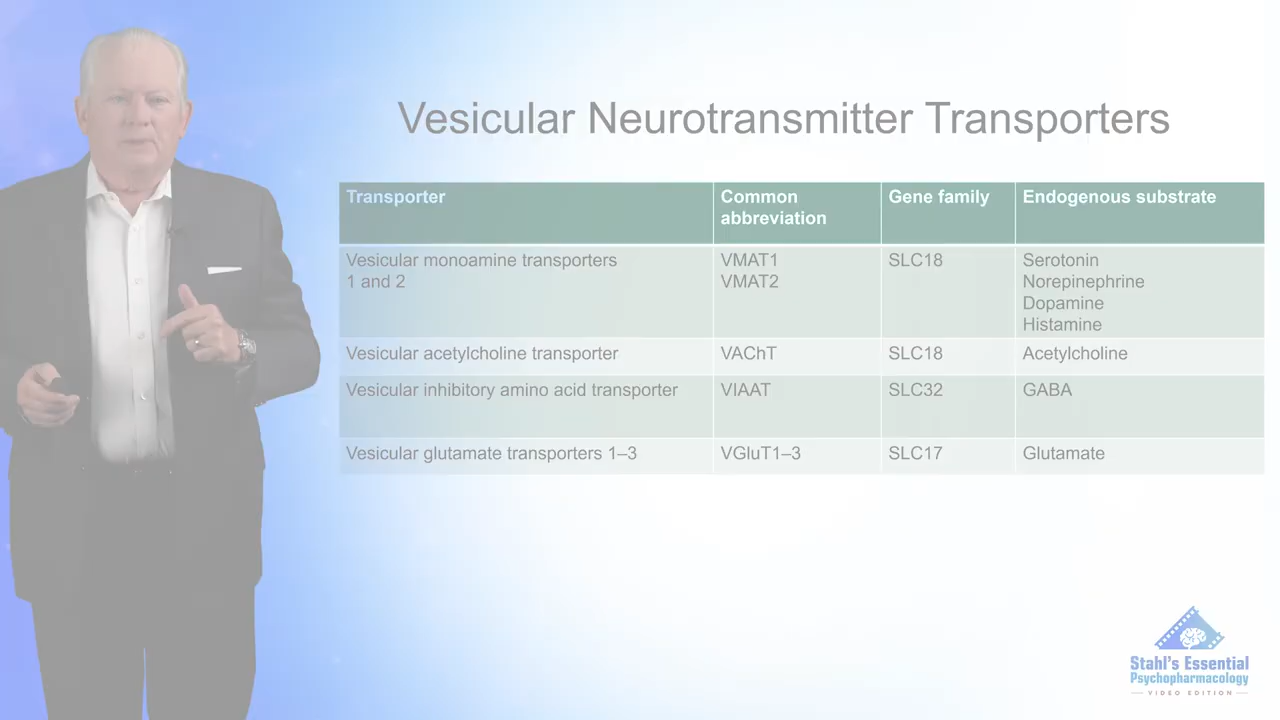 Vesicular Neurotransmitter Transporters
Transporter
Common
abbreviation
Gene family
Endogenous substrate
Vesicular monoamine transporters
1 and 2
VMAT1
VMAT2
SLC18
Serotonin
Norepinephrine
Dopamine
Histamine
Vesicular acetylcholine transporter
VAChT
SLC18
Acetylcholine
Vesicular inhibitory amino acid transporter
VIAAT
SLC32
GABA
Vesicular glutamate transporters 1–3
VGluT1–3
SLC17
Glutamate
Stahl's Essential
Psychopharmacology
VIDEO EDITION